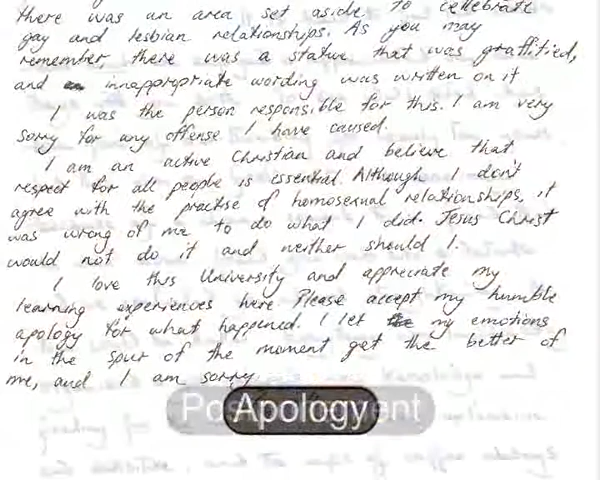 there was an area set aside to cellebrate
gay and lesbian relationships. As you may
remember, there was a statue that was graffitied,
and innappropriate wording was written on it
I was the person responsible for this. I am very
sorry for any offense I have caused.
I am an active Christian and believe that
respect for all people is essential. Although I don't
agree with the practise of homosexual relationships, it
was wrong of me to do what I did. Jesus Christ
would not do it and neither should I.
I love this University and appreciate my
learning experiences here. Please accept my humble
apology for what happened. I let my emotions
in the spur of the moment get the better of
me, and I am sorry.
Apology